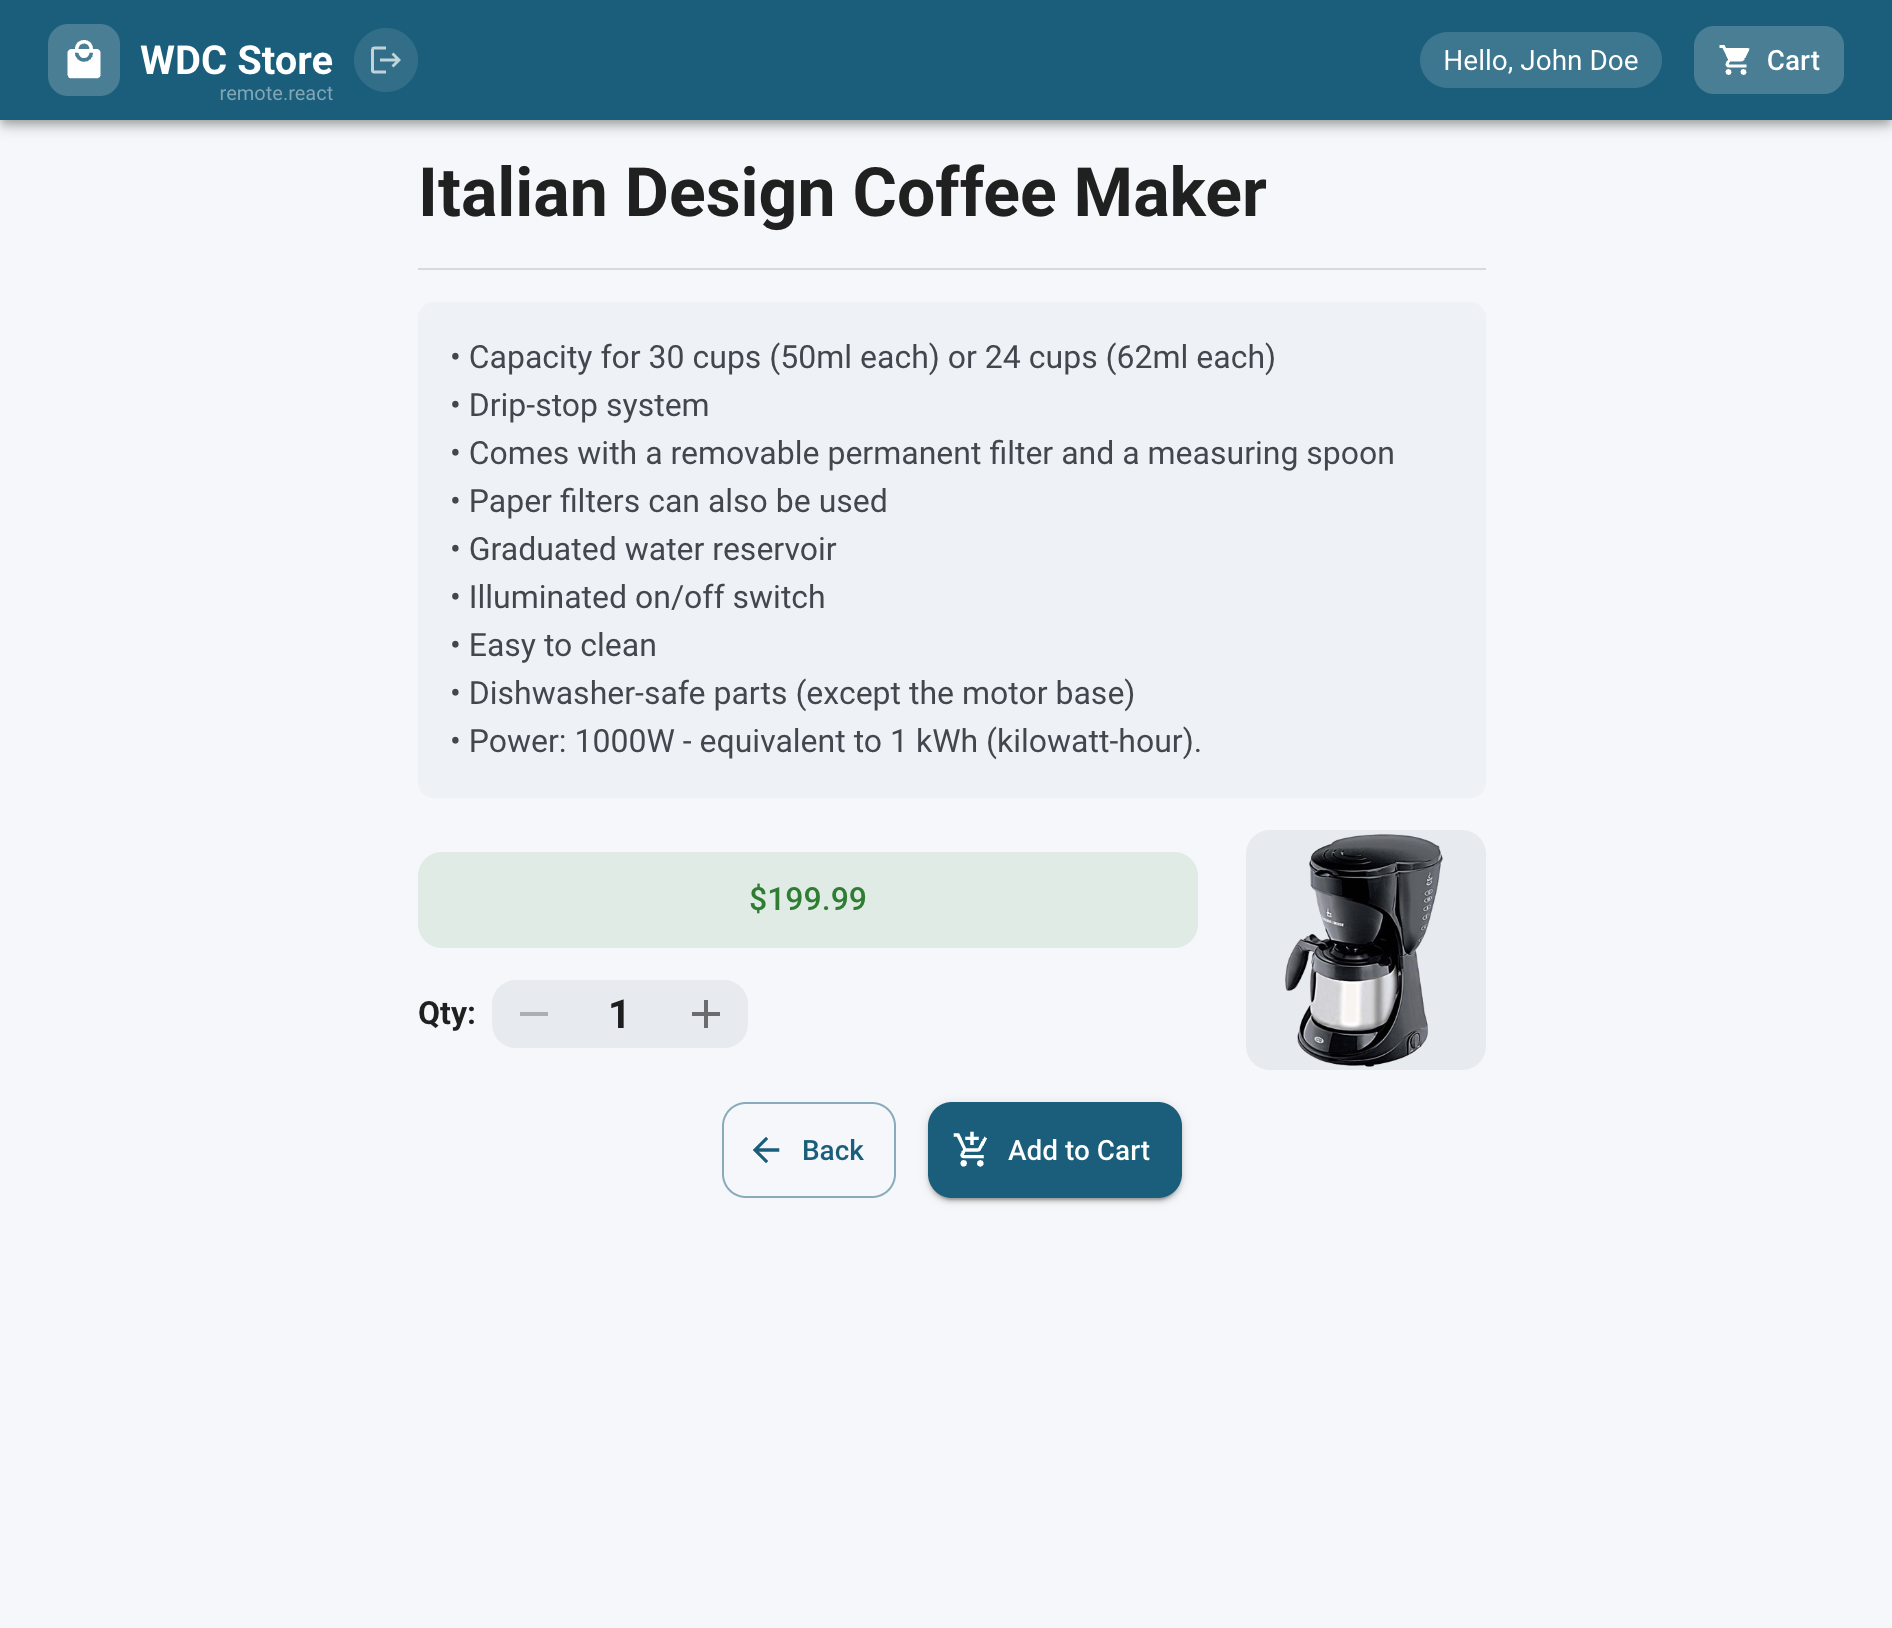 WDC Store
remote.react
Hello, John Doe
Cart
Italian Design Coffee Maker
• Capacity for 30 cups (50ml each) or 24 cups (62ml each)
• Drip-stop system
• Comes with a removable permanent filter and a measuring spoon
• Paper filters can also be used
• Graduated water reservoir
• Illuminated on/off switch
• Easy to clean
• Dishwasher-safe parts (except the motor base)
• Power: 1000W - equivalent to 1 kWh (kilowatt-hour).
$199.99
Qty: 1
Back
Add to Cart